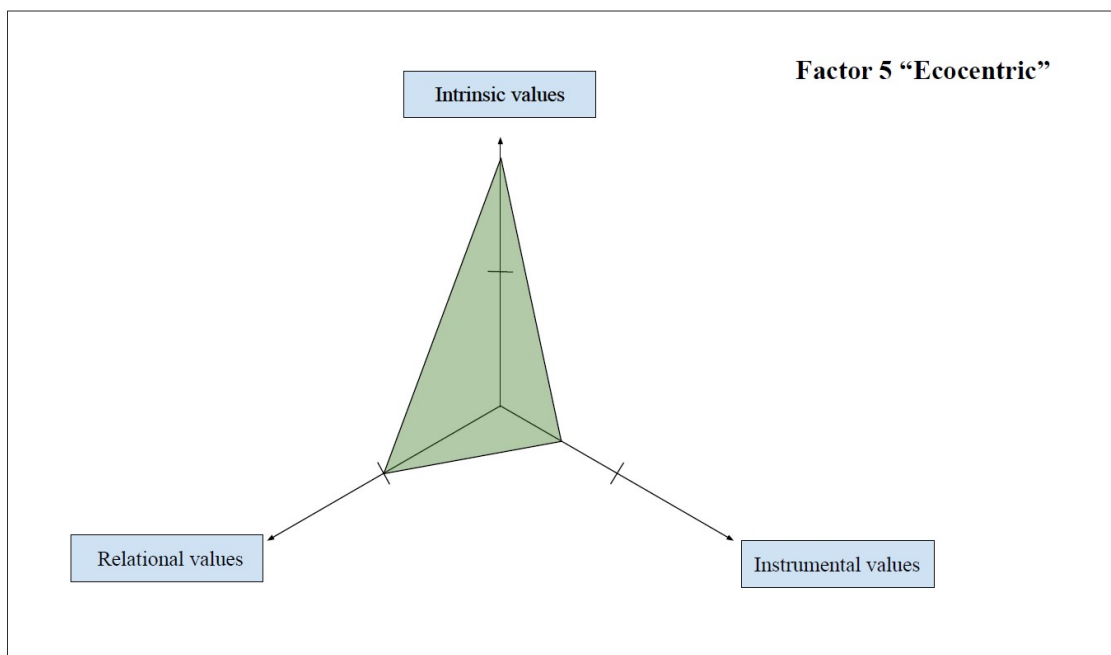 Factor 5 “Ecocentric”
Intrinsic values
Relational values
Instrumental values